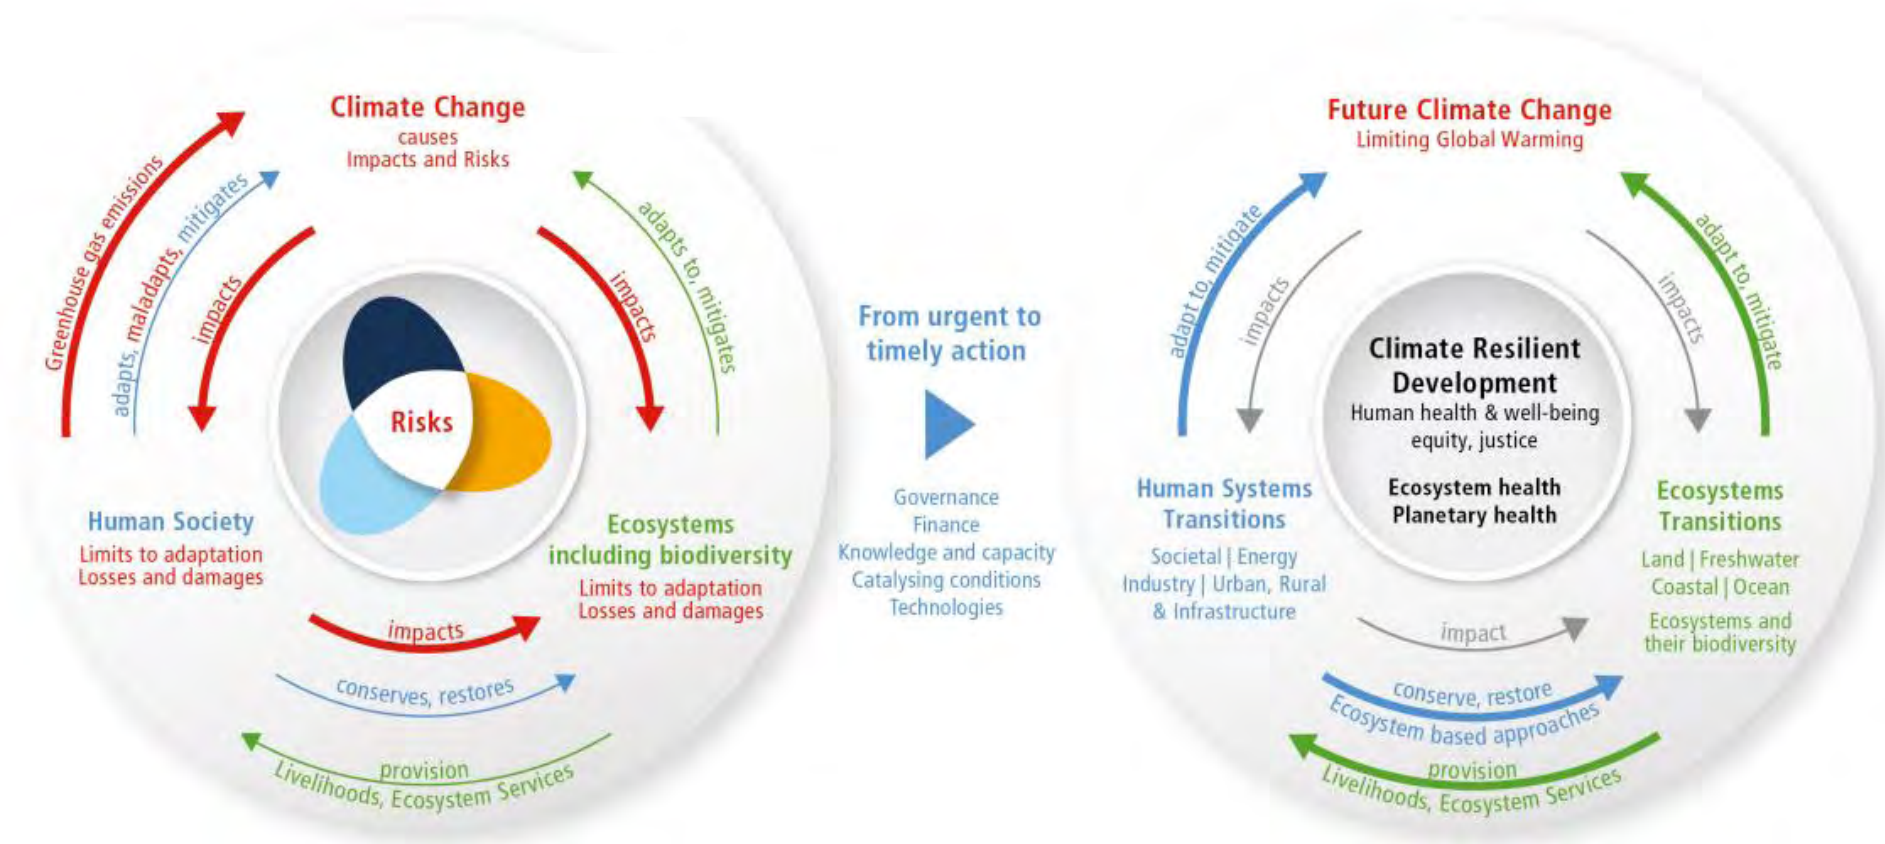 Climate Change
causes
Impacts and Risks
Greenhouse gas emissions
adapts, maladapts, mitigates
impacts
impacts
adapts to, mitigates
Risks
Human Society
Limits to adaptation
Losses and damages
Ecosystems
including biodiversity
Limits to adaptation
Losses and damages
impacts
conserves, restores
provision
Livelihoods, Ecosystem Services
From urgent to
timely action
Governance
Finance
Knowledge and capacity
Catalysing conditions
Technologies
Future Climate Change
Limiting Global Warming
adapt to, mitigate
impacts
impacts
adapt to, mitigate
Climate Resilient
Development
Human health & well-being
equity, justice
Ecosystem health
Planetary health
Human Systems
Transitions
Societal | Energy
Industry | Urban, Rural
& Infrastructure
Ecosystems
Transitions
Land | Freshwater
Coastal | Ocean
Ecosystems and
their biodiversity
impact
conserve, restore
Ecosystem based approaches
provision
Livelihoods, Ecosystem Services